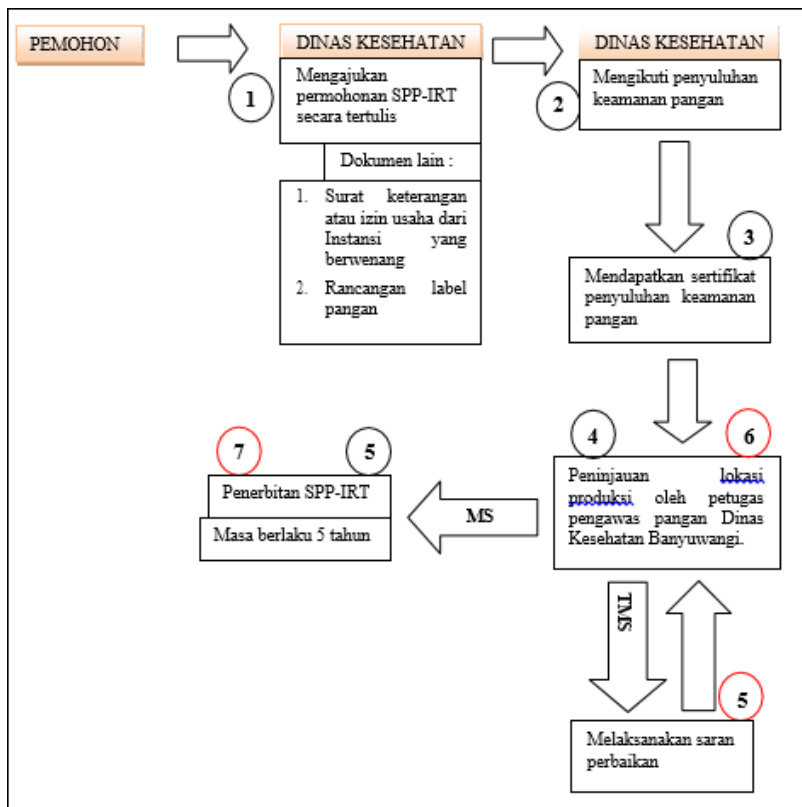 PEMOHON
DINAS KESEHATAN
DINAS KESEHATAN
1
Mengajukan
permohonan SPP-IRT
secara tertulis
2
Mengikuti penyuluhan
keamanan pangan
Dokumen lain :
1. Surat keterangan
atau izin usaha dari
Instansi yang
berwenang
2. Rancangan label
pangan
3
Mendapatkan sertifikat
penyuluhan keamanan
pangan
4
6
Peninjauan lokasi
produksi oleh petugas
pengawas pangan Dinas
Kesehatan Banyuwangi.
MS
7
5
Penerbitan SPP-IRT
Masa berlaku 5 tahun
TMS
5
Melaksanakan saran
perbaikan